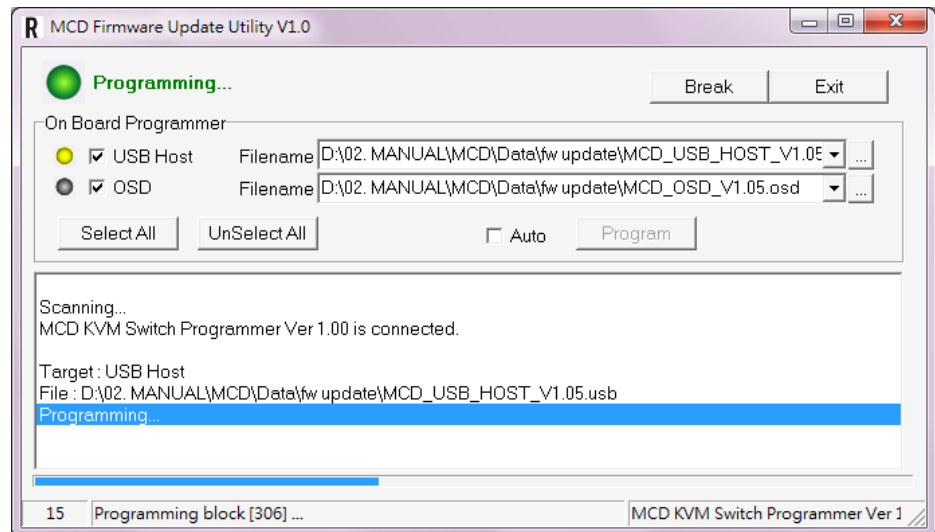 R MCD Firmware Update Utility V1.0
Programming...
Break
Exit
On Board Programmer
USB Host Filename D:\02. MANUAL\MCD\Data\fw update\MCD_USB_HOST_V1.05 ...
OSD Filename D:\02. MANUAL\MCD\Data\fw update\MCD_OSD_V1.05.osd ...
Select All
UnSelect All
Auto
Program
Scanning...
MCD KVM Switch Programmer Ver 1.00 is connected.
Target : USB Host
File : D:\02. MANUAL\MCD\Data\fw update\MCD_USB_HOST_V1.05.usb
Programming...
15
Programming block [306] ...
MCD KVM Switch Programmer Ver 1